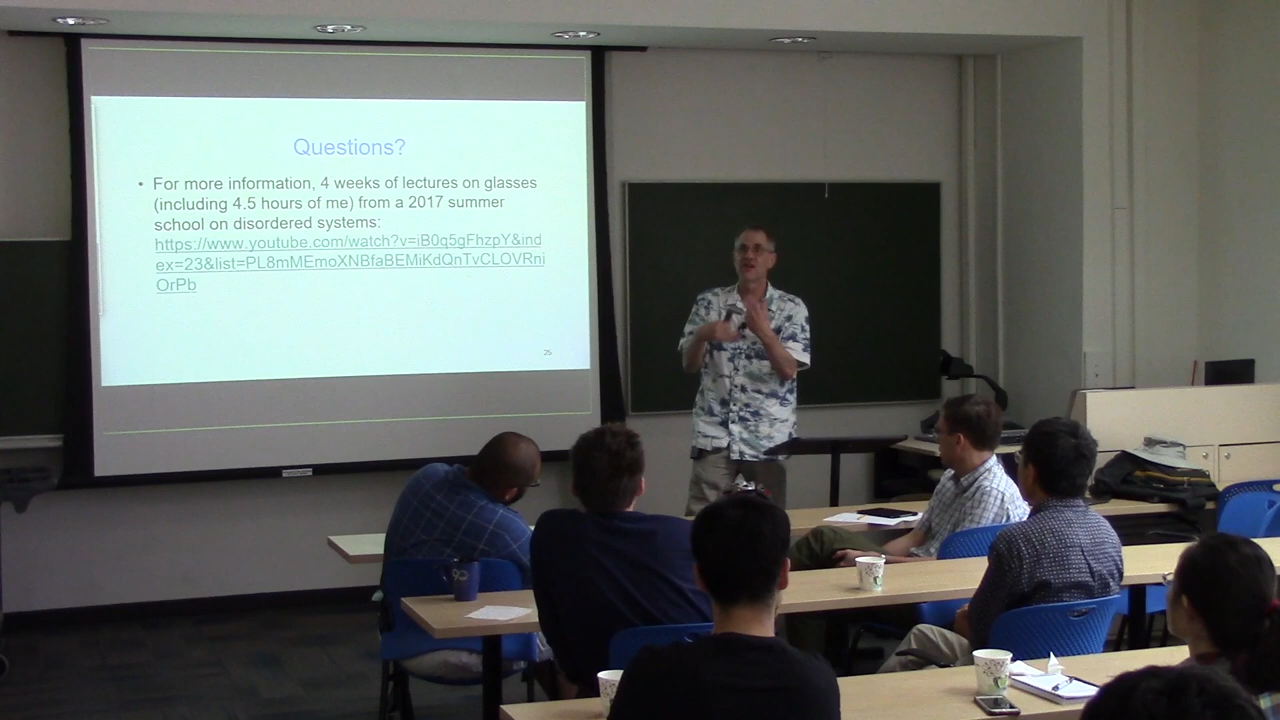 Questions?
• For more information, 4 weeks of lectures on glasses
(including 4.5 hours of me) from a 2017 summer
school on disordered systems:
https://www.youtube.com/watch?v=iB0q5gFhzpY&ind
ex=23&list=PL8mMEmoXNBfaBEMiKdQnTvCLOVRni
OrPb
25